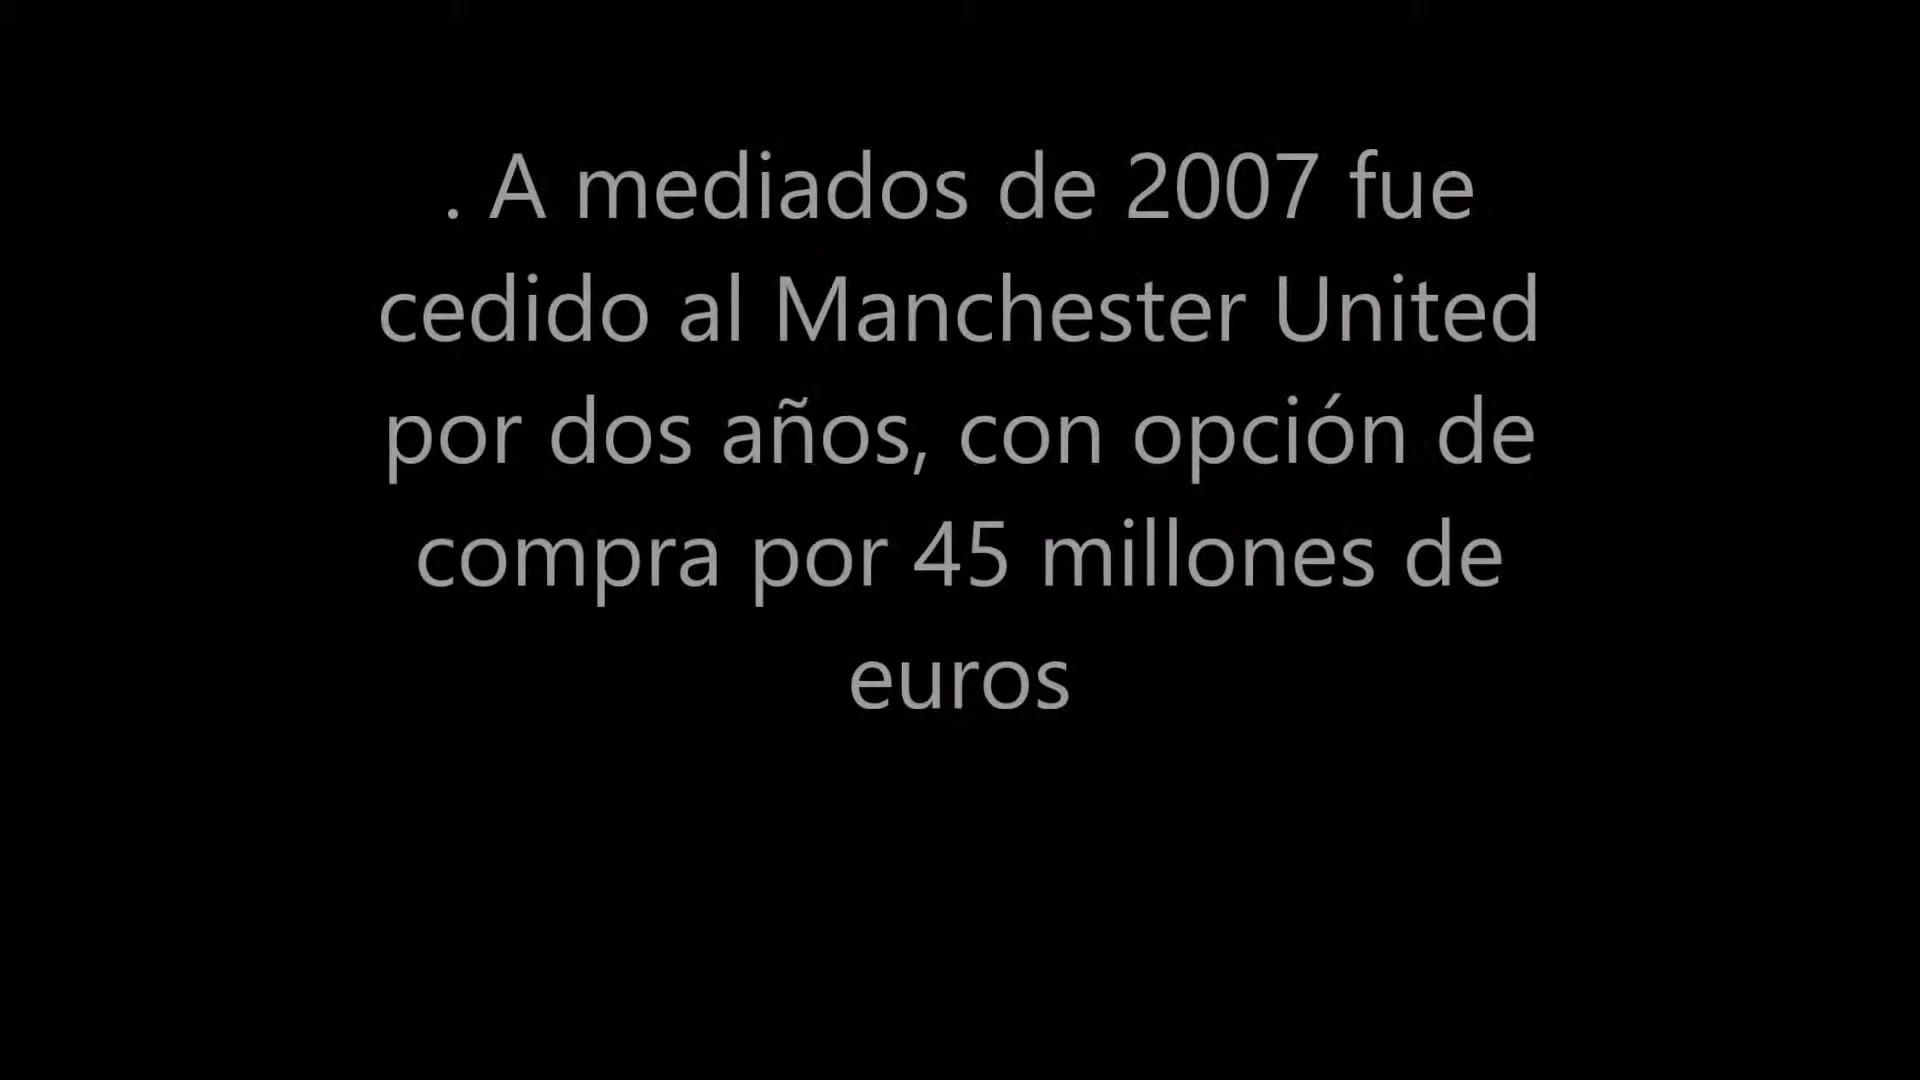 . A mediados de 2007 fue
cedido al Manchester United
por dos años, con opción de
compra por 45 millones de
euros